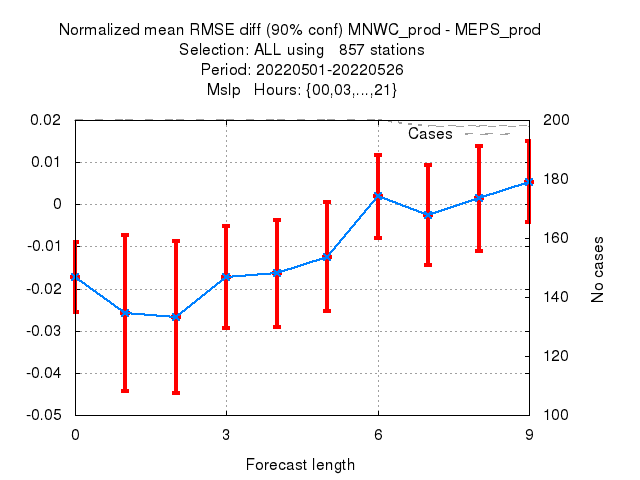 Normalized mean RMSE diff (90% conf) MNWC_prod - MEPS_prod
Selection: ALL using   857 stations
Period: 20220501-20220526
Mslp   Hours: {00,03,...,21}
0.02
0.01
0
-0.01
-0.02
-0.03
-0.04
-0.05
Cases
200
180
160
140
120
100
No cases
0 3 6 9
Forecast length